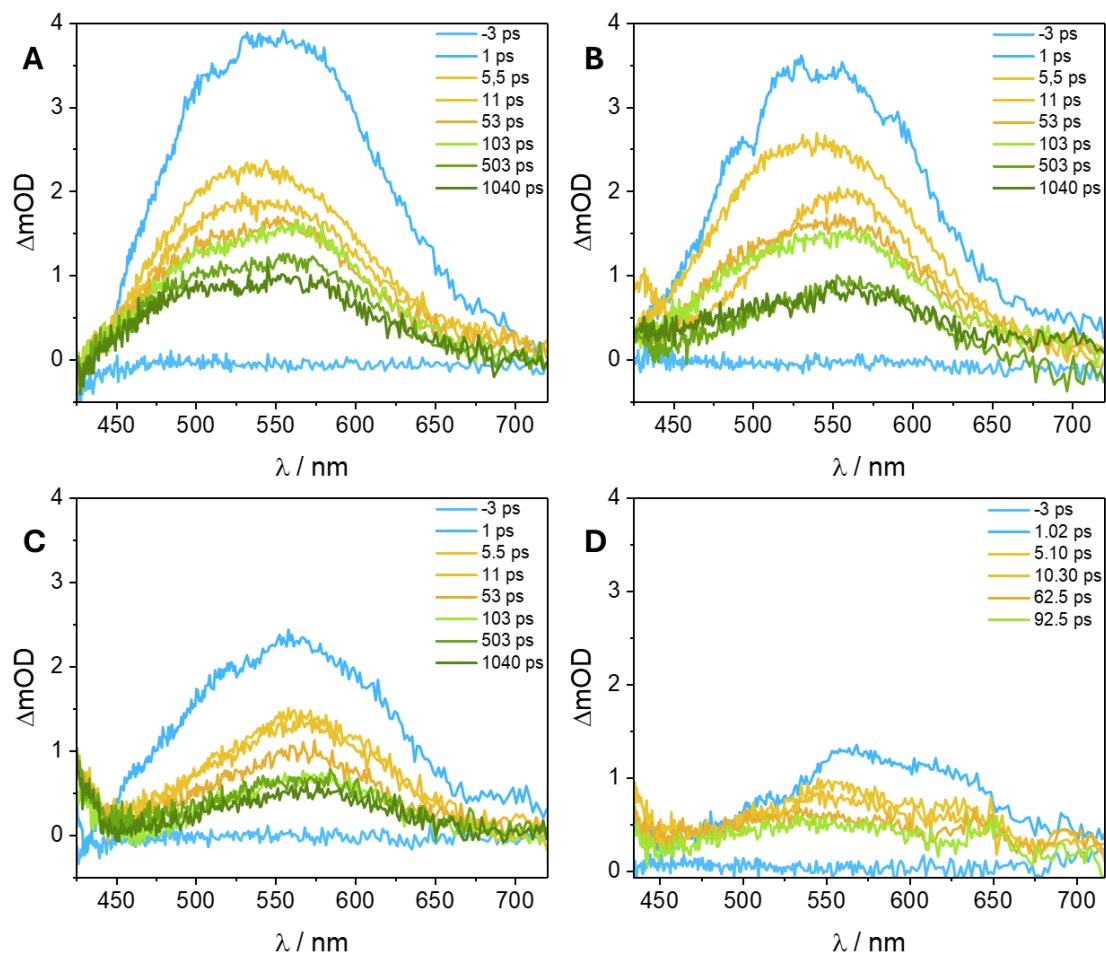 A
4
3
2
1
0
ΔmOD
-3 ps
1 ps
5,5 ps
11 ps
53 ps
103 ps
503 ps
1040 ps
450 500 550 600 650 700
λ / nm
B
4
3
2
1
0
ΔmOD
-3 ps
1 ps
5,5 ps
11 ps
53 ps
103 ps
503 ps
1040 ps
450 500 550 600 650 700
λ / nm
C
4
3
2
1
0
ΔmOD
-3 ps
1 ps
5.5 ps
11 ps
53 ps
103 ps
503 ps
1040 ps
450 500 550 600 650 700
λ / nm
D
4
3
2
1
0
ΔmOD
-3 ps
1.02 ps
5.10 ps
10.30 ps
62.5 ps
92.5 ps
450 500 550 600 650 700
λ / nm